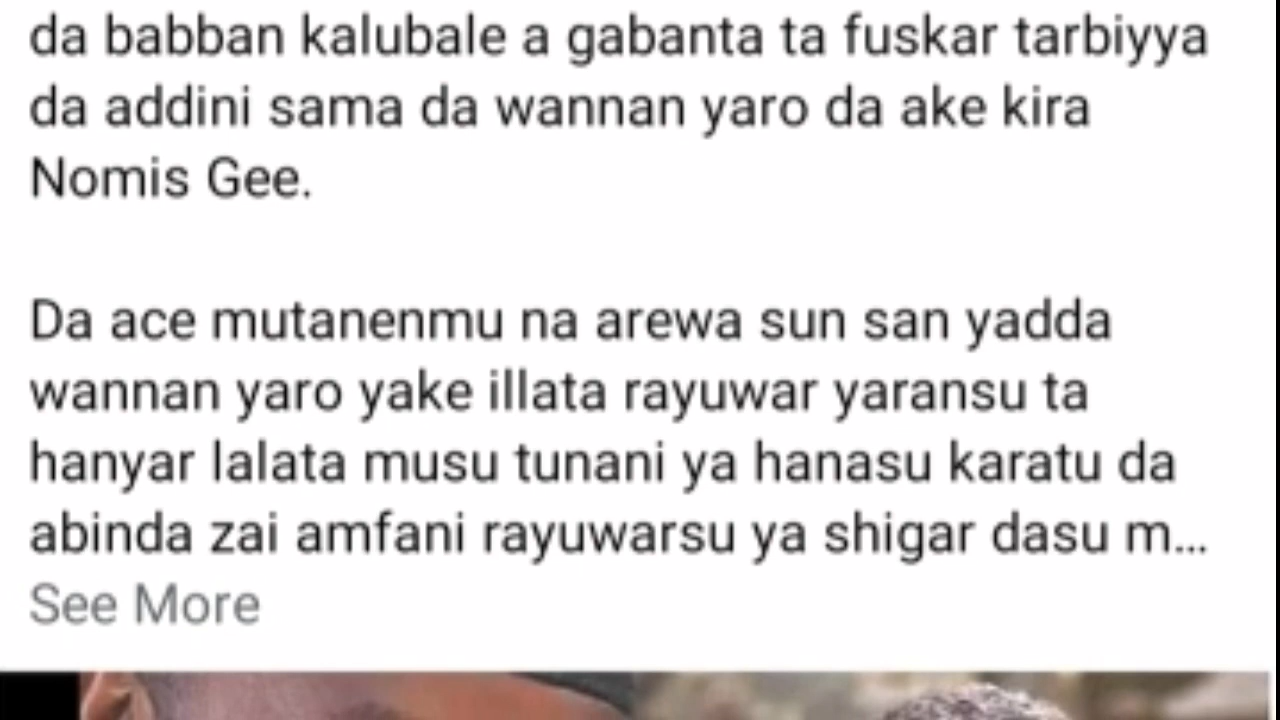 da babban kalubale a gabanta ta fuskar tarbiyya
da addini sama da wannan yaro da ake kira
Nomis Gee.
Da ace mutanenmu na arewa sun san yadda
wannan yaro yake illata rayuwar yaransu ta
hanyar lalata musu tunani ya hanasu karatu da
abinda zai amfani rayuwarsu ya shigar dasu m...
See More